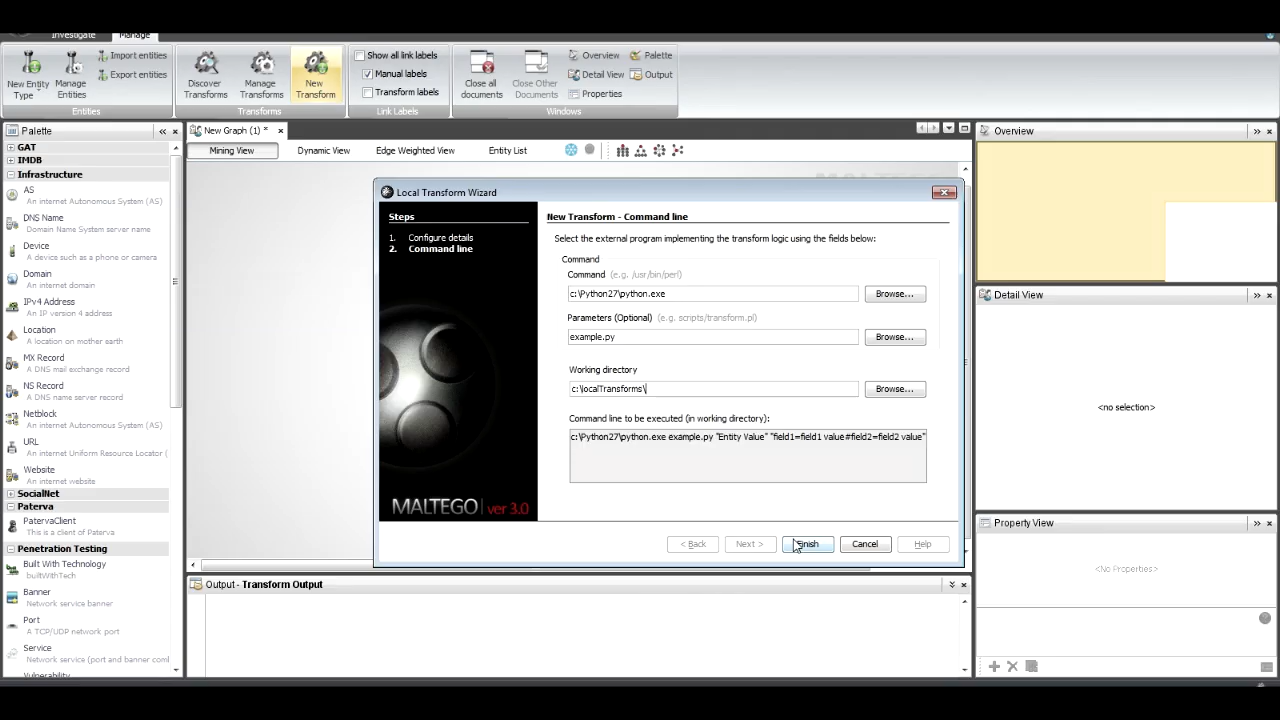 Investigate Manage
New Entity Type
Manage Entities
Import entities
Export entities
Entities
Discover Transforms
Manage Transforms
New Transform
Transforms
Show all link labels
Manual labels
Transform labels
Link Labels
Close all documents
Close Other Documents
Overview
Detail View
Properties
Palette
Output
Windows
Palette
GAT
IMDB
Infrastructure
AS
An internet Autonomous System (AS)
DNS Name
Domain Name System server name
Device
A device such as a phone or camera
Domain
An internet domain
IPv4 Address
An IP version 4 address
Location
A location on mother earth
MX Record
A DNS mail exchange record
NS Record
A DNS name server record
Netblock
An internet Autonomous System (AS)
URL
An internet Uniform Resource Locator (
Website
An internet website
SocialNet
Paterva
PatervaClient
This is a client of Paterva
Penetration Testing
Built With Technology
builtWithTech
Banner
Network service banner
Port
A TCP/UDP network port
Service
Network service (port and banner coml
Vulnerability
New Graph (1) *
Mining View
Dynamic View
Edge Weighted View
Entity List
Local Transform Wizard
Steps
1. Configure details
2. Command line
MALTEGO ver 3.0
New Transform - Command line
Select the external program implementing the transform logic using the fields below:
Command
Command (e.g. /usr/bin/perl)
c:\Python27\python.exe
Browse...
Parameters (Optional) (e.g. scripts/transform.pl)
example.py
Browse...
Working directory
c:\localTransforms\
Browse...
Command line to be executed (in working directory):
c:\Python27\python.exe example.py "Entity Value" "field1=field1 value#field2=field2 value"
< Back
Next >
Finish
Cancel
Help
Output - Transform Output
Overview
Detail View
<no selection>
Property View
<No Properties>